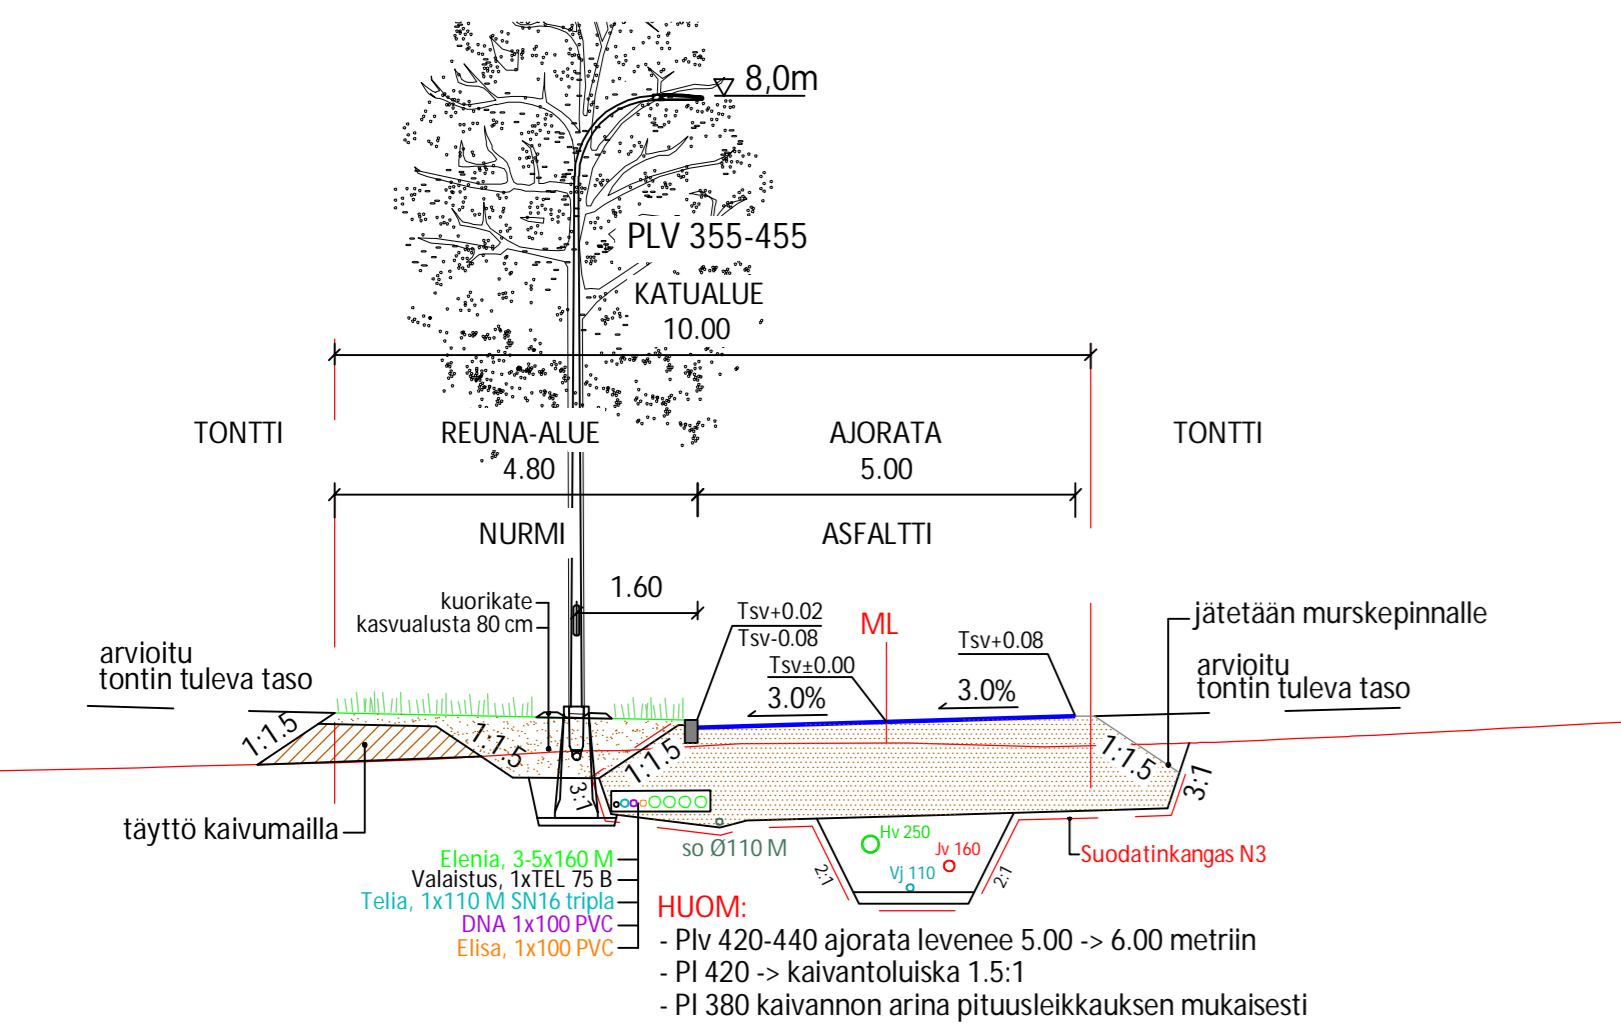 8,0m
PLV 355-455
KATUALUE
10.00
TONTTI
REUNA-ALUE
4.80
AJORATA
5.00
TONTTI
NURMI
ASFALTTI
1.60
kuorikate
kasvualusta 80 cm
Tsv+0.02
Tsv-0.08
ML
Tsv±0.00
Tsv+0.08
3.0%
3.0%
jätetään murskepinnalle
arvioitu
tontin tuleva taso
arvioitu
tontin tuleva taso
1:1.5
1:1.5
1:1.5
1:1.5
3:1
3:1
täyttö kaivumailla
so Ø110 M
Hv 250
Jv 160
Vj 110
2:1
2:1
Suodatinkangas N3
Elenia, 3-5x160 M
Valaistus, 1xTEL 75 B
Telia, 1x110 M SN16 tripla
DNA 1x100 PVC
Elisa, 1x100 PVC
HUOM:
- Plv 420-440 ajorata levenee 5.00 -> 6.00 metriin
- Pl 420 -> kaivantoluiska 1.5:1
- Pl 380 kaivannon arina pituusleikkauksen mukaisesti